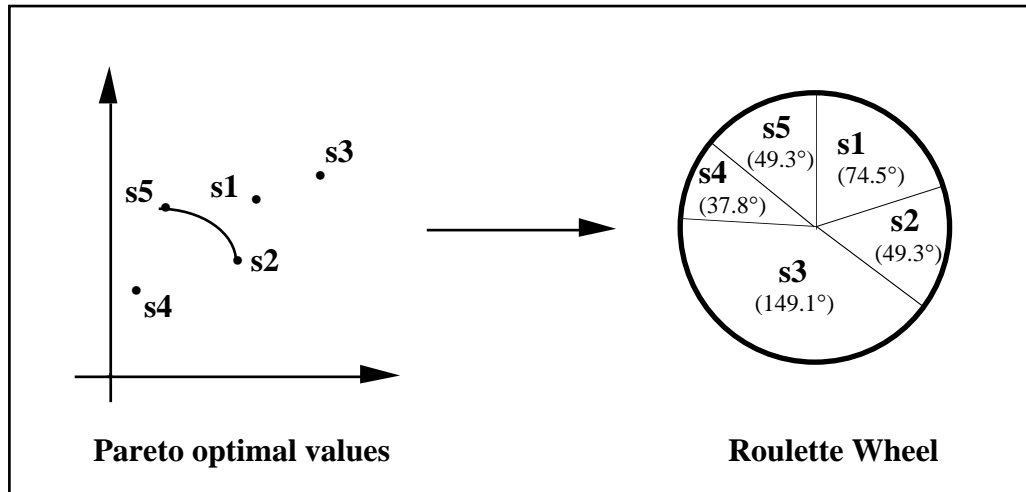 s3
s1
s5
s2
s4
Pareto optimal values
s5
(49.3°)
s1
(74.5°)
s4
(37.8°)
s2
(49.3°)
s3
(149.1°)
Roulette Wheel